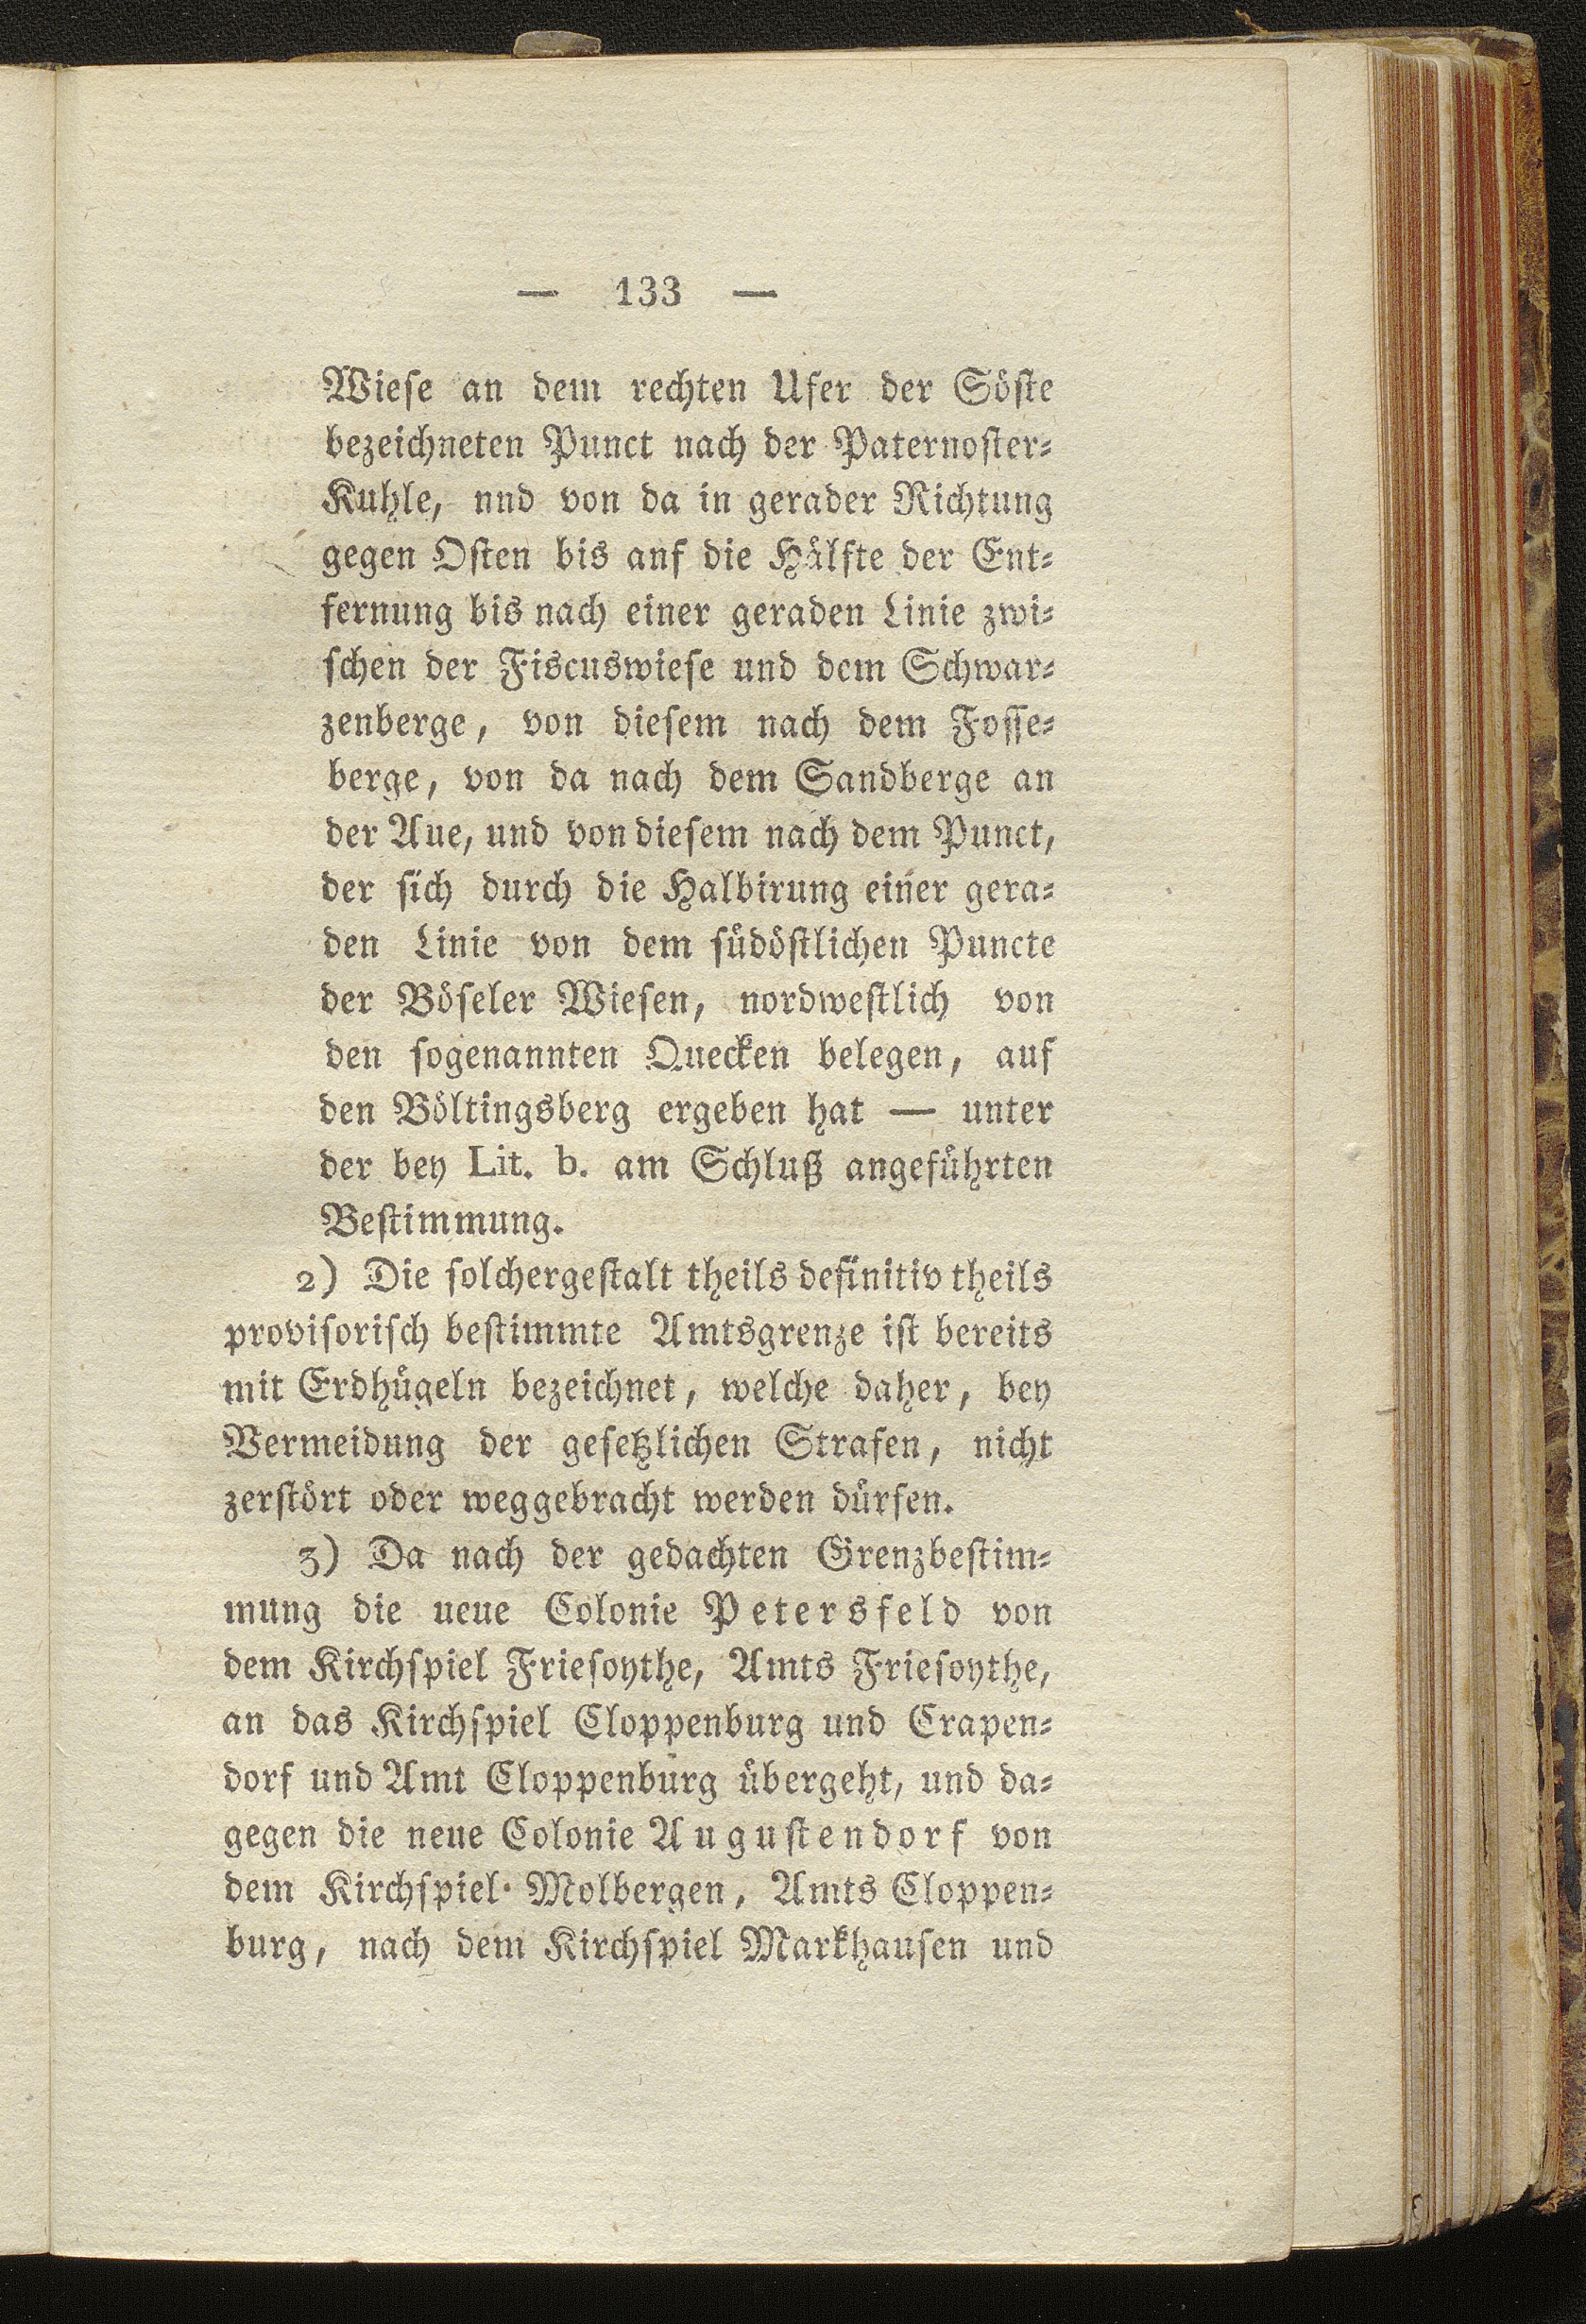 — 133 —
Wiese an dem rechten Ufer der Söste
bezeichneten Punct nach der Paternoster-
Kuhle, nnd von da in gerader Richtung
gegen Osten bis anf die Hälfte der Ent-
fernung bis nach einer geraden Linie zwi-
schen der Fiscuswiese und dem Schwar-
zenberge, von diesem nach dem Fosse-
berge, von da nach dem Sandberge an
der Aue, und von diesem nach dem Punct,
der sich durch die Halbirung einer gera-
den Linie von dem südöstlichen Puncte
der Böseler Wiesen, nordwestlich von
den sogenannten Quecken belegen, auf
den Böltingsberg ergeben hat — unter
der bey Lit. b. am Schluß angeführten
Bestimmung.
2) Die solchergestalt theils definitiv theils
provisorisch bestimmte Amtsgrenze ist bereits
mit Erdhügeln bezeichnet, welche daher, bey
Vermeidung der gesetzlichen Strafen, nicht
zerstört oder weggebracht werden dürfen.
3) Da nach der gedachten Grenzbestim-
mung die neue Colonie Petersfeld von
dem Kirchspiel Friesoythe, Amts Friesoythe,
an das Kirchspiel Cloppenburg und Crapen-
dorf und Amt Cloppenburg übergeht, und da-
gegen die neue Colonie Augustendorf von
dem Kirchspiel Molbergen, Amts Cloppen-
burg, nach dem Kirchspiel Markhausen und